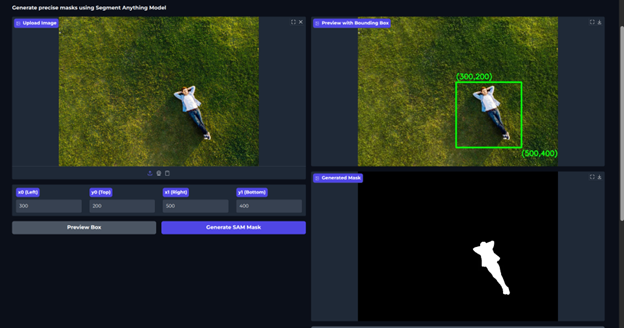 Generate precise masks using Segment Anything Model
Upload Image
Preview with Bounding Box
(300,200)
(500,400)
x0 (Left)
y0 (Top)
x1 (Right)
y1 (Bottom)
300
200
500
400
Preview Box
Generate SAM Mask
Generated Mask